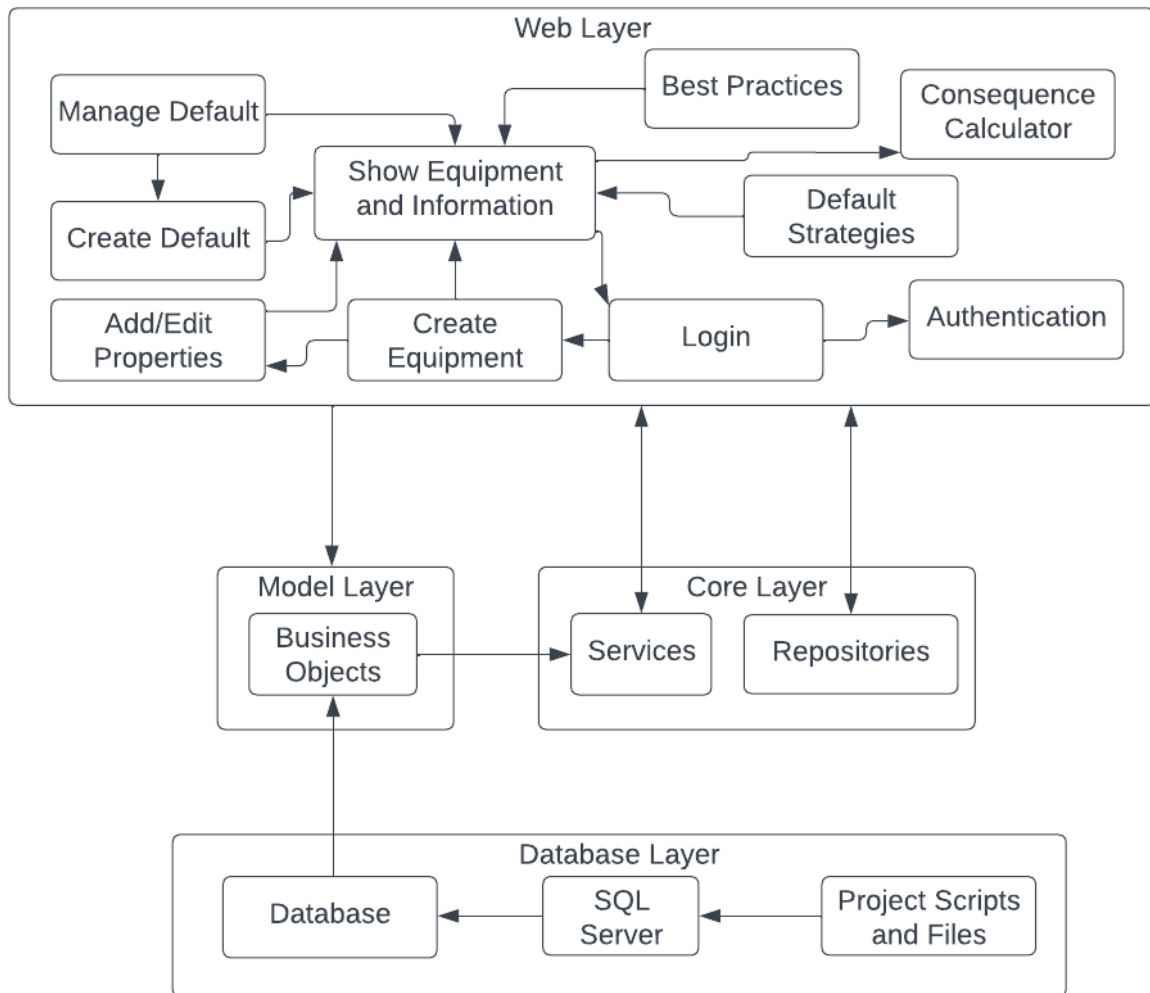 Web Layer
Manage Default
Best Practices
Consequence
Calculator
Show Equipment
and Information
Create Default
Default
Strategies
Add/Edit
Properties
Create
Equipment
Login
Authentication
Model Layer
Business
Objects
Core Layer
Services
Repositories
Database Layer
Database
SQL
Server
Project Scripts
and Files